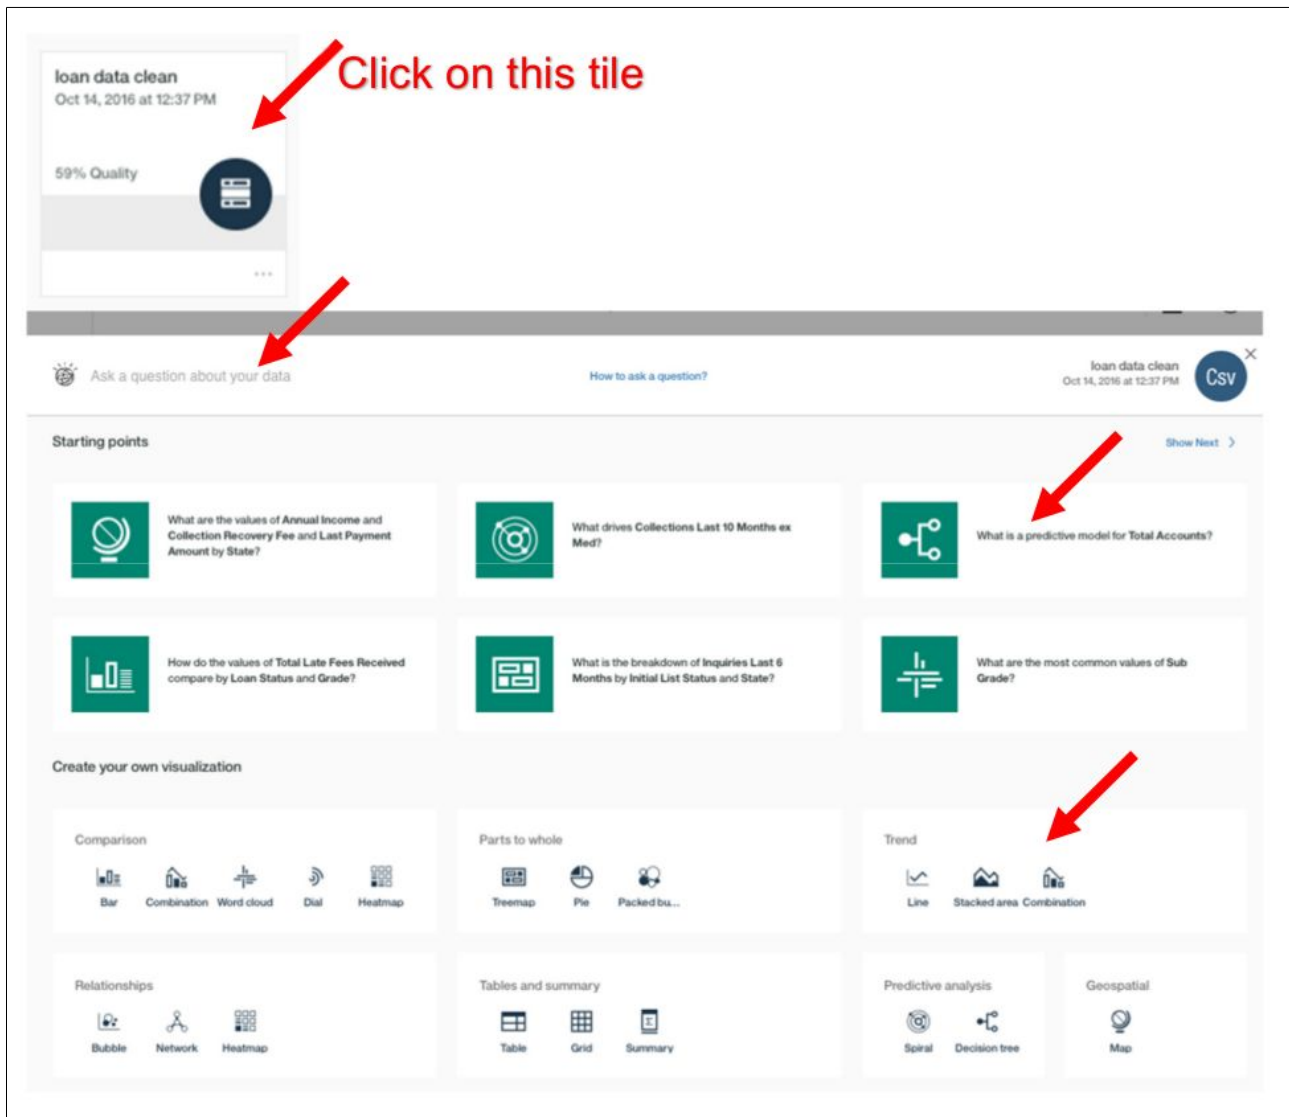 loan data clean
Oct 14, 2016 at 12:37 PM
Click on this tile
59% Quality
Ask a question about your data
How to ask a question?
loan data clean
Oct 14, 2016 at 12:37 PM
Csv
Starting points
Show Next
What are the values of Annual Income and
Collection Recovery Fee and Last Payment
Amount by State?
What drives Collections Last 10 Months ex
Med?
What is a predictive model for Total Accounts?
How do the values of Total Late Fees Received
compare by Loan Status and Grade?
What is the breakdown of Inquiries Last 6
Months by Initial List Status and State?
What are the most common values of Sub
Grade?
Create your own visualization
Comparison
Bar Combination Word cloud Dial Heatmap
Parts to whole
Treemap Pie Packed bu...
Trend
Line Stacked area Combination
Relationships
Bubble Network Heatmap
Tables and summary
Table Grid Summary
Predictive analysis
Spiral Decision tree
Geospatial
Map